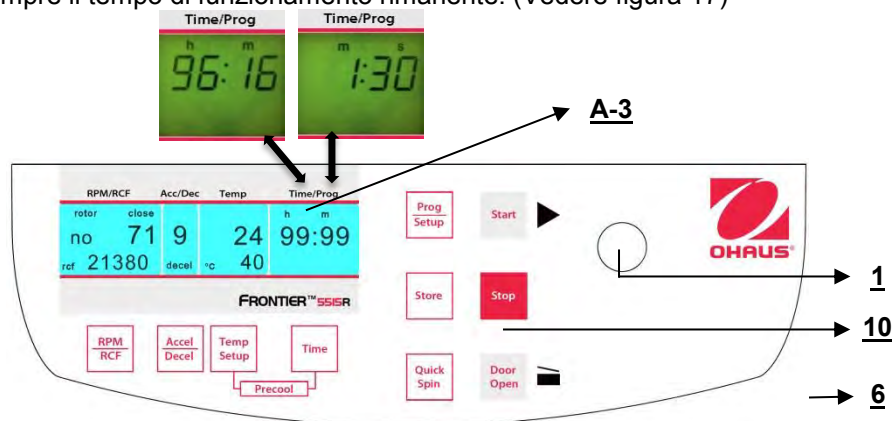 mpre il tempo di funzionamento rimanente. (Vedere figura 17)
Time/Prog Time/Prog
h m m s
96:16 1:30
A-3
RPM/RCF Acc/Dec Temp Time/Prog
rotor close h m
no 71 9 24 99:99
rcf 21380 decel °c 40
FRONTIER™ 5515R
RPM
RCF
Accel
Decel
Temp
Setup
Time
Precool
Prog
Setup
Start
Store
Stop
Quick
Spin
Door
Open
OHAUS®
1
10
6